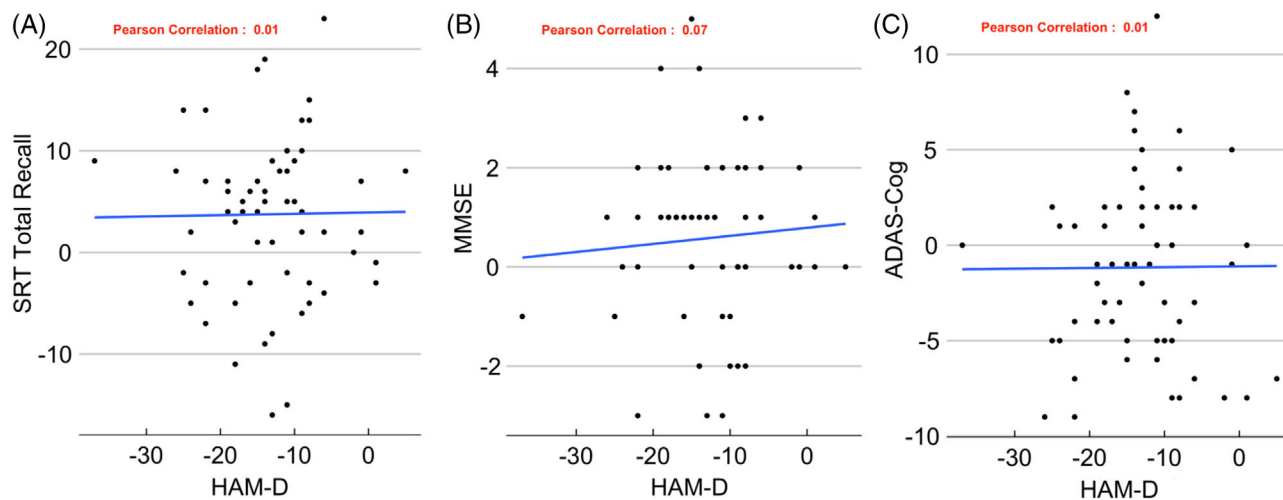 (A)
Pearson Correlation : 0.01
SRT Total Recall
20
10
0
-10
-30
-20
-10
0
HAM-D
(B)
Pearson Correlation : 0.07
MMSE
4
2
0
-2
-30
-20
-10
0
HAM-D
(C)
Pearson Correlation : 0.01
ADAS-Cog
10
5
0
-5
-10
-30
-20
-10
0
HAM-D